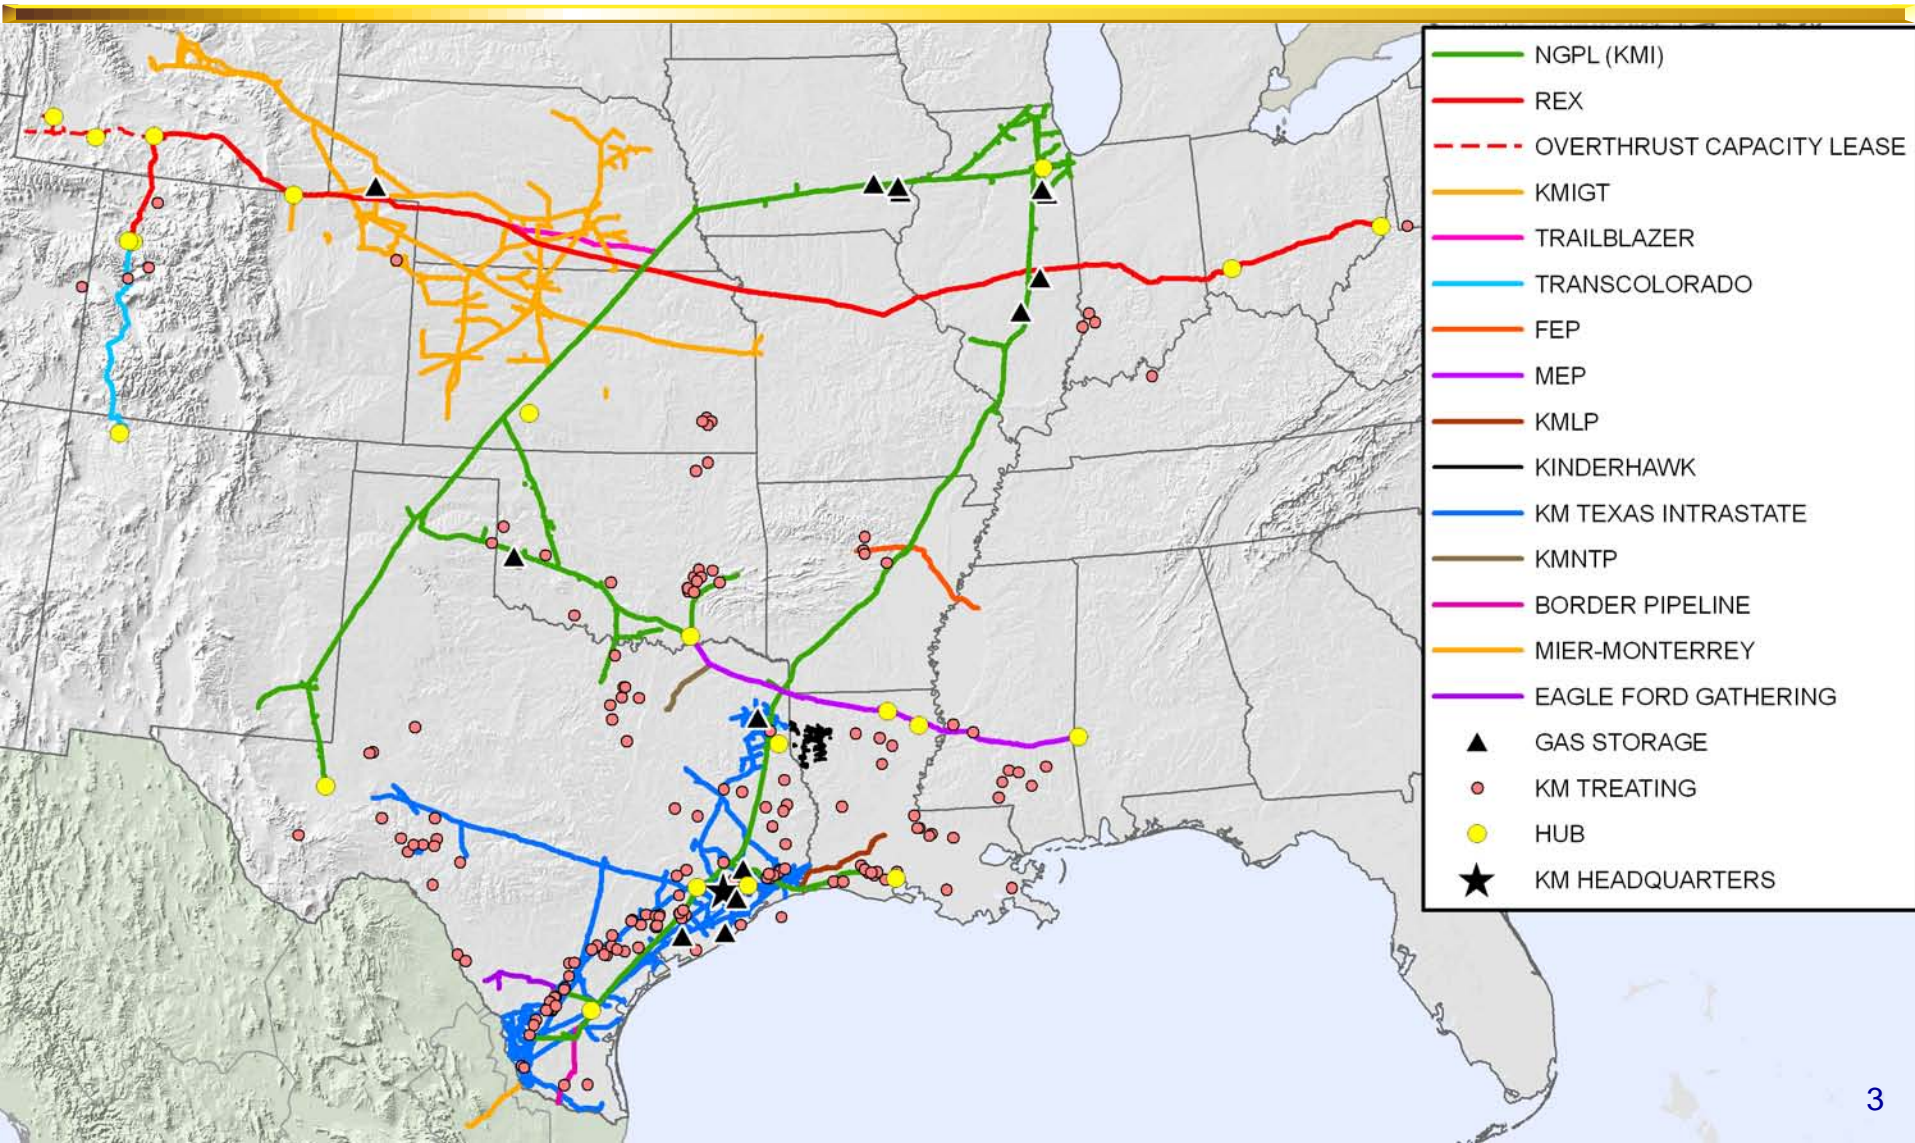 NGPL (KMI)
REX
OVERTHRUST CAPACITY LEASE
KMIGT
TRAILBLAZER
TRANSCOLORADO
FEP
MEP
KMLP
KINDERHAWK
KM TEXAS INTRASTATE
KMNTP
BORDER PIPELINE
MIER-MONTERREY
EAGLE FORD GATHERING
GAS STORAGE
KM TREATING
HUB
KM HEADQUARTERS
3